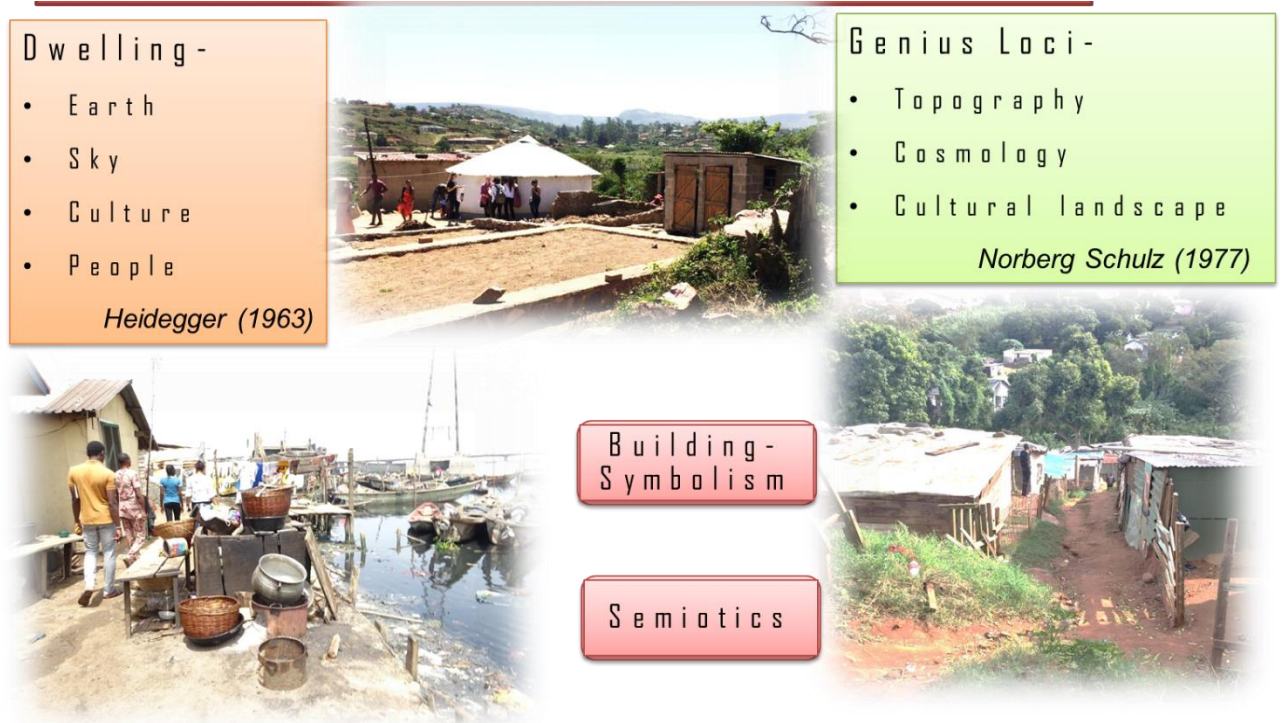 Dwelling-
• Earth
• Sky
• Culture
• People
Heidegger (1963)
Genius Loci-
• Topography
• Cosmology
• Cultural landscape
Norberg Schulz (1977)
Building-
Symbolism
Semiotics